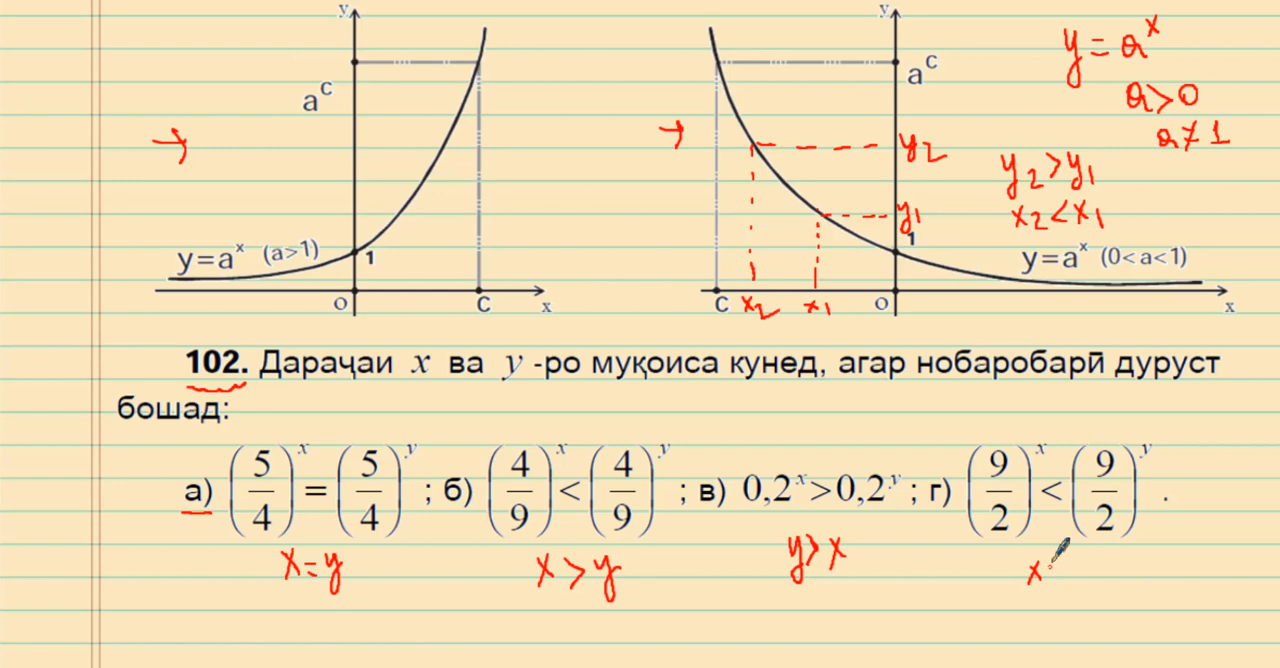 y y
y = a^x
a^c a^c
a>0
a≠1
y2
y2>y1
y1 x2<x1
y=a^x (a>1) 1 1 y=a^x (0<a<1)
O C x C x2 x1 O x
102. Дараҷаи x ва y -ро муқоиса кунед, агар нобаробарӣ дуруст
бошад:
а) (5/4)^x = (5/4)^y ; б) (4/9)^x < (4/9)^y ; в) 0,2^x > 0,2^y ; г) (9/2)^x < (9/2)^y .
x=y x>y y>x x